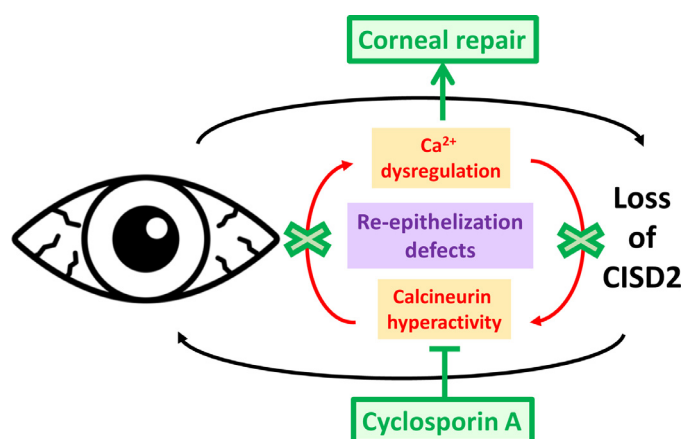 Corneal repair
Ca²⁺
dysregulation
Re-epithelization
defects
Loss
of
CISD2
Calcineurin
hyperactivity
Cyclosporin A